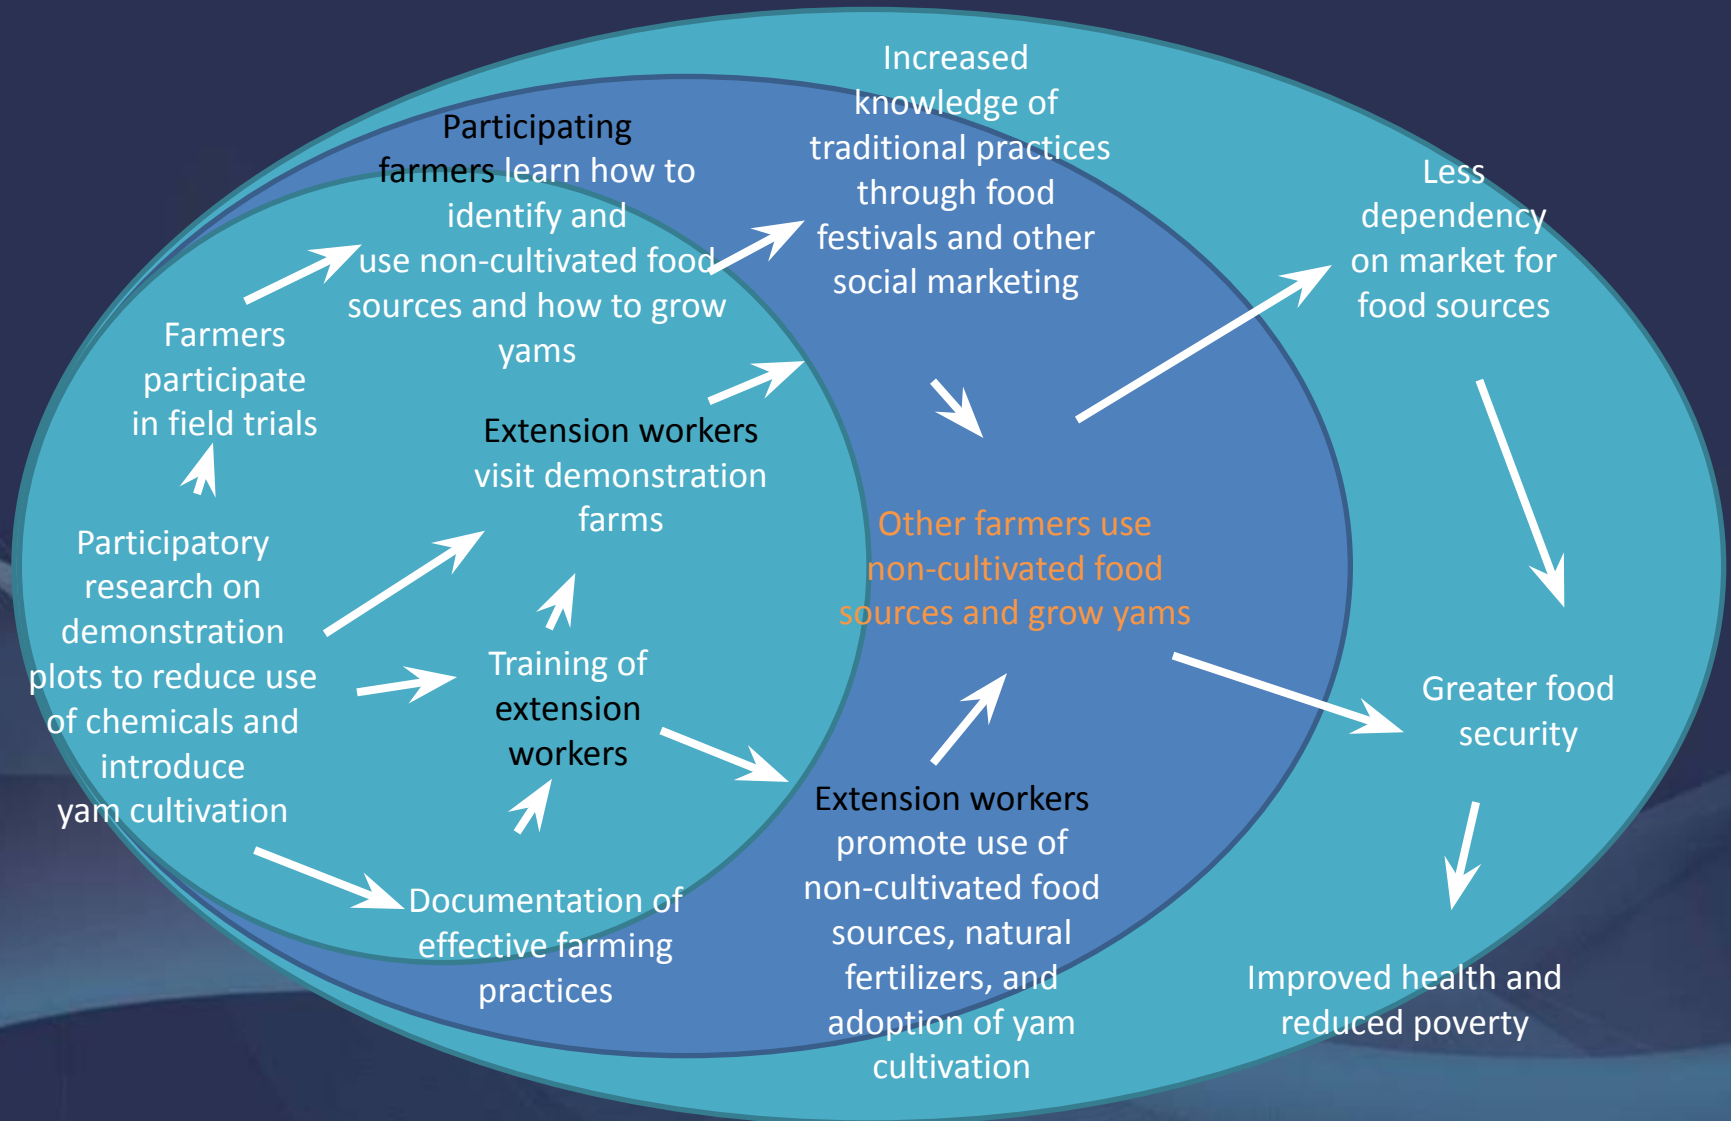 Increased
knowledge of
traditional practices
through food
festivals and other
social marketing
Participating
farmers learn how to
identify and
use non-cultivated food
sources and how to grow
yams
Less
dependency
on market for
food sources
Farmers
participate
in field trials
Extension workers
visit demonstration
farms
Other farmers use
non-cultivated food
sources and grow yams
Participatory
research on
demonstration
plots to reduce use
of chemicals and
introduce
yam cultivation
Training of
extension
workers
Greater food
security
Extension workers
promote use of
non-cultivated food
sources, natural
fertilizers, and
adoption of yam
cultivation
Documentation of
effective farming
practices
Improved health and
reduced poverty